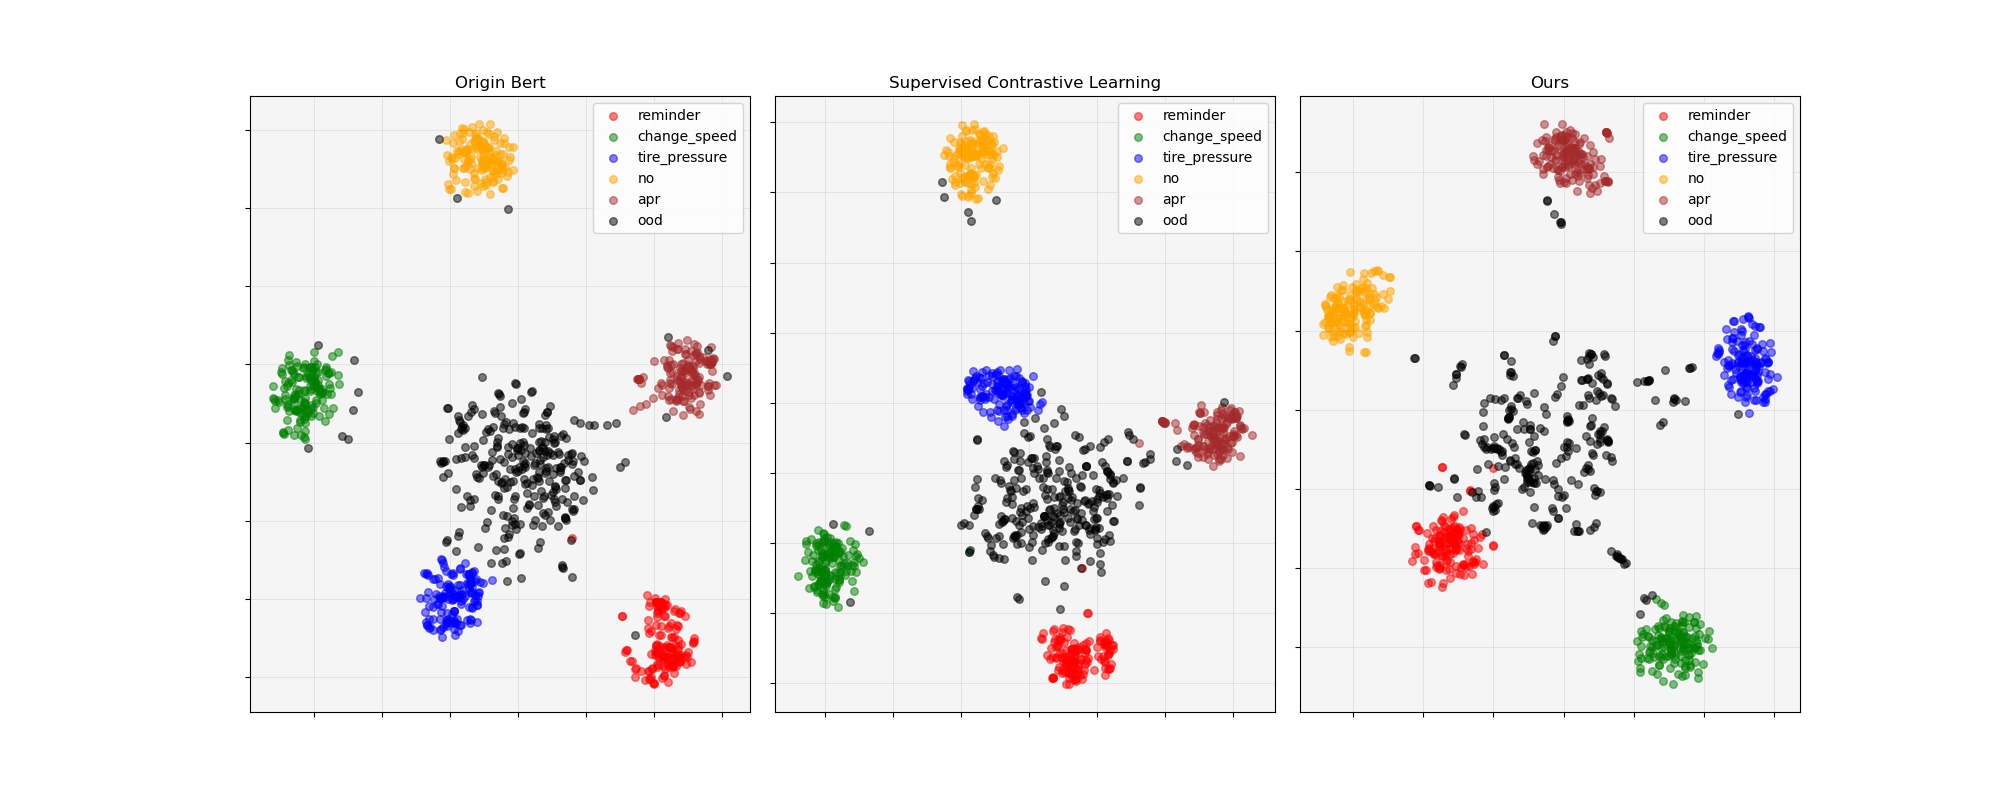 Origin Bert
reminder
change_speed
tire_pressure
no
apr
ood
Supervised Contrastive Learning
reminder
change_speed
tire_pressure
no
apr
ood
Ours
reminder
change_speed
tire_pressure
no
apr
ood